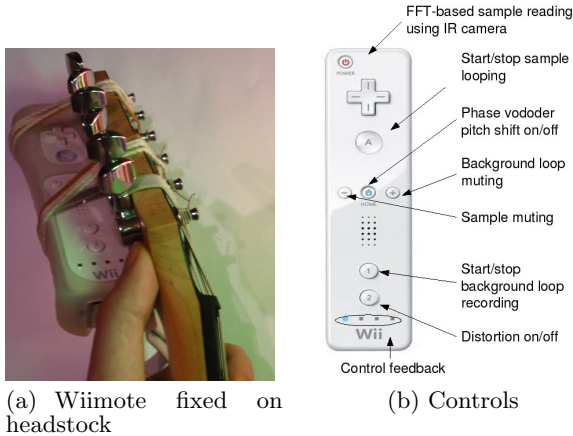 FFT-based sample reading
using IR camera
POWER
Start/stop sample
looping
A
Phase vododer
pitch shift on/off
Background loop
muting
HOME
Sample muting
1
Start/stop
background loop
recording
2
Distortion on/off
Wii
Control feedback
Wii
(a) Wiimote fixed on
headstock
(b) Controls